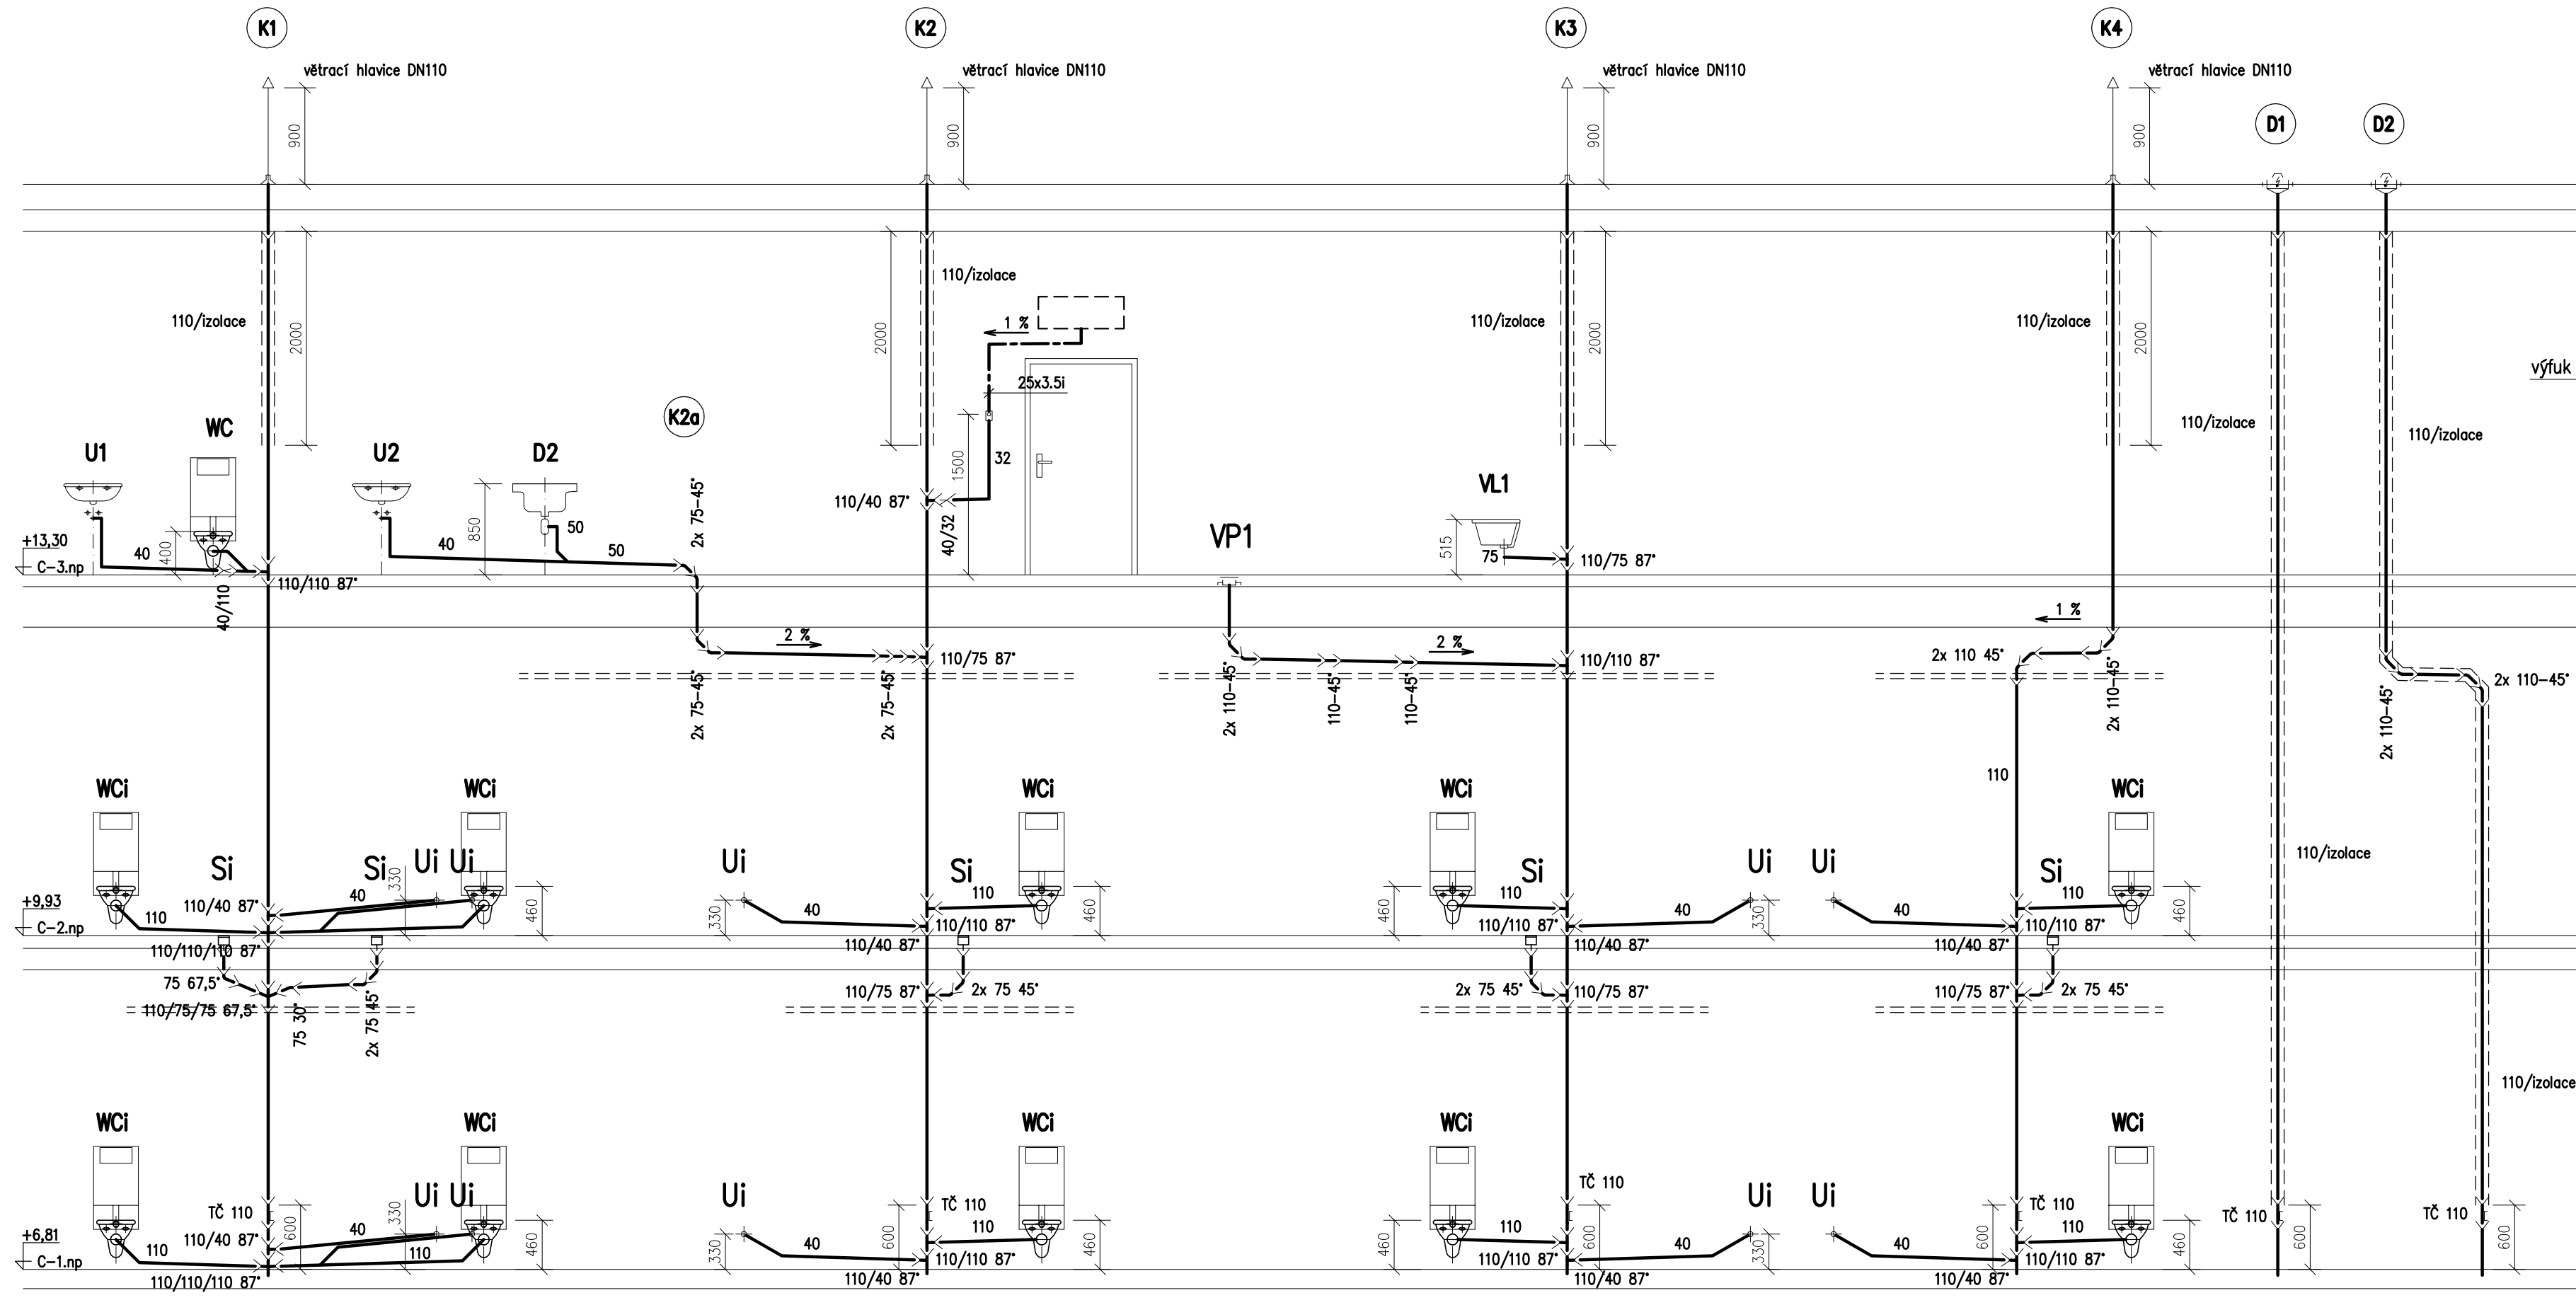 K1
K2
K3
K4
větrací hlavice DN110
větrací hlavice DN110
větrací hlavice DN110
větrací hlavice DN110
900
900
900
900
D1
D2
110/izolace
2000
2000
110/izolace
1 %
25x3.5i
1500
32
110/40 87°
40/32
110/izolace
2000
110/izolace
2000
110/izolace
110/izolace
výfuk
U1
WC
U2
D2
K2a
VP1
VL1
+13,30
C-3.np
40
400
40/110
110/110 87°
40
850
50
50
2x 75-45°
2 %
110/75 87°
2x 75-45°
2x 75-45°
515
75
110/75 87°
2 %
110/110 87°
2x 110-45°
110-45°
110-45°
1 %
2x 110 45°
2x 110-45°
110
2x 110-45°
2x 110-45°
WCi
WCi
WCi
WCi
WCi
Si
Si
Ui
Ui
Ui
Si
Si
Ui
Ui
Si
+9,93
C-2.np
110
110/40 87°
40
330
460
110/110/110 87°
75 67,5°
110/75/75 67,5°
75 30°
2x 75 45°
330
40
110
110/110 87°
110/40 87°
460
110/75 87°
2x 75 45°
460
110
110/110 87°
40
330
110/40 87°
2x 75 45°
110/75 87°
40
110
110/110 87°
110/40 87°
460
110/75 87°
2x 75 45°
110/izolace
110/izolace
WCi
WCi
WCi
WCi
WCi
Ui
Ui
Ui
Ui
Ui
+6,81
C-1.np
110
TČ 110
110/40 87°
600
40
330
110
460
110/110/110 87°
330
40
600
TČ 110
110
110/110 87°
110/40 87°
460
460
110
110/110 87°
TČ 110
600
40
330
110/40 87°
40
600
TČ 110
110
110/110 87°
110/40 87°
460
TČ 110
600
TČ 110
600